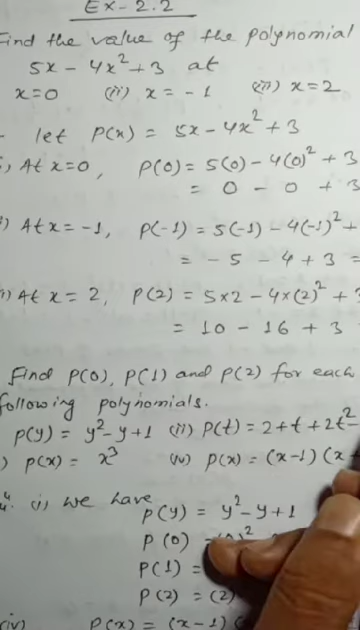 Ex-2.2
Find the value of the polynomial
5x - 4x²+3 at
x=0 (ii) x = -1 (iii) x=2
let P(x) = 5x-4x²+3
At x=0, P(0) = 5(0) - 4(0)² + 3
= 0 - 0 + 3
At x=-1, P(-1) = 5(-1) - 4(-1)² +
= -5 - 4 + 3 =
At x = 2, P(2) = 5x2 - 4x(2)² +
= 10 - 16 + 3
Find P(0), P(1) and P(2) for each
following polynomials.
P(y) = y²-y+1 (ii) P(t) = 2+t+2t²-
p(x) = x³ (iv) P(x) = (x-1)(x
(i) we have
p(y) = y²-y+1
P(0)
P(1) =
P(2) = (2)
(iv) P(x) = (x-1)